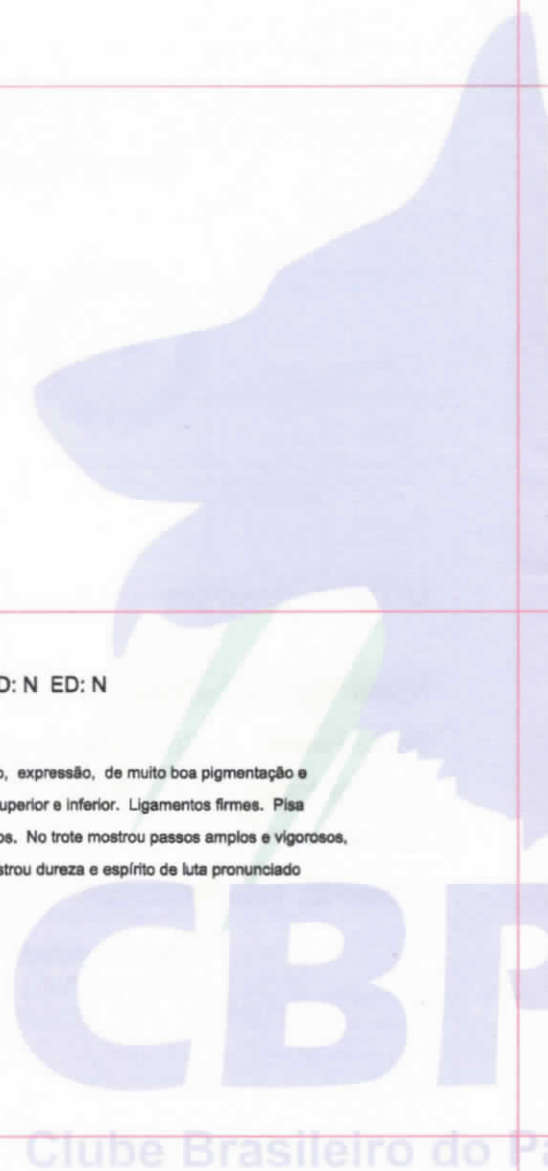 D: N ED: N
o, expressão, de muito boa pigmentação e
uperior e inferior. Ligamentos firmes. Pisa
os. No trote mostrou passos amplos e vigorosos,
strou dureza e espírito de luta pronunciado
CBP
Clube Brasileiro do Pa